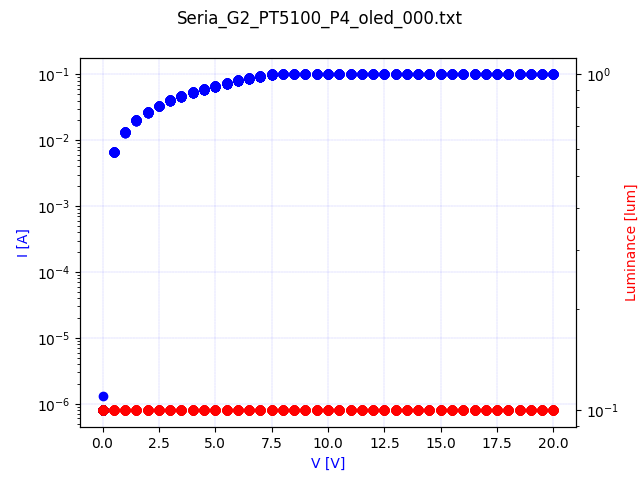 Seria_G2_PT5100_P4_oled_000.txt
10⁻¹
10⁻²
10⁻³
10⁻⁴
10⁻⁵
10⁻⁶
I [A]
10⁰
10⁻¹
Luminance [lum]
0.0 2.5 5.0 7.5 10.0 12.5 15.0 17.5 20.0
V [V]